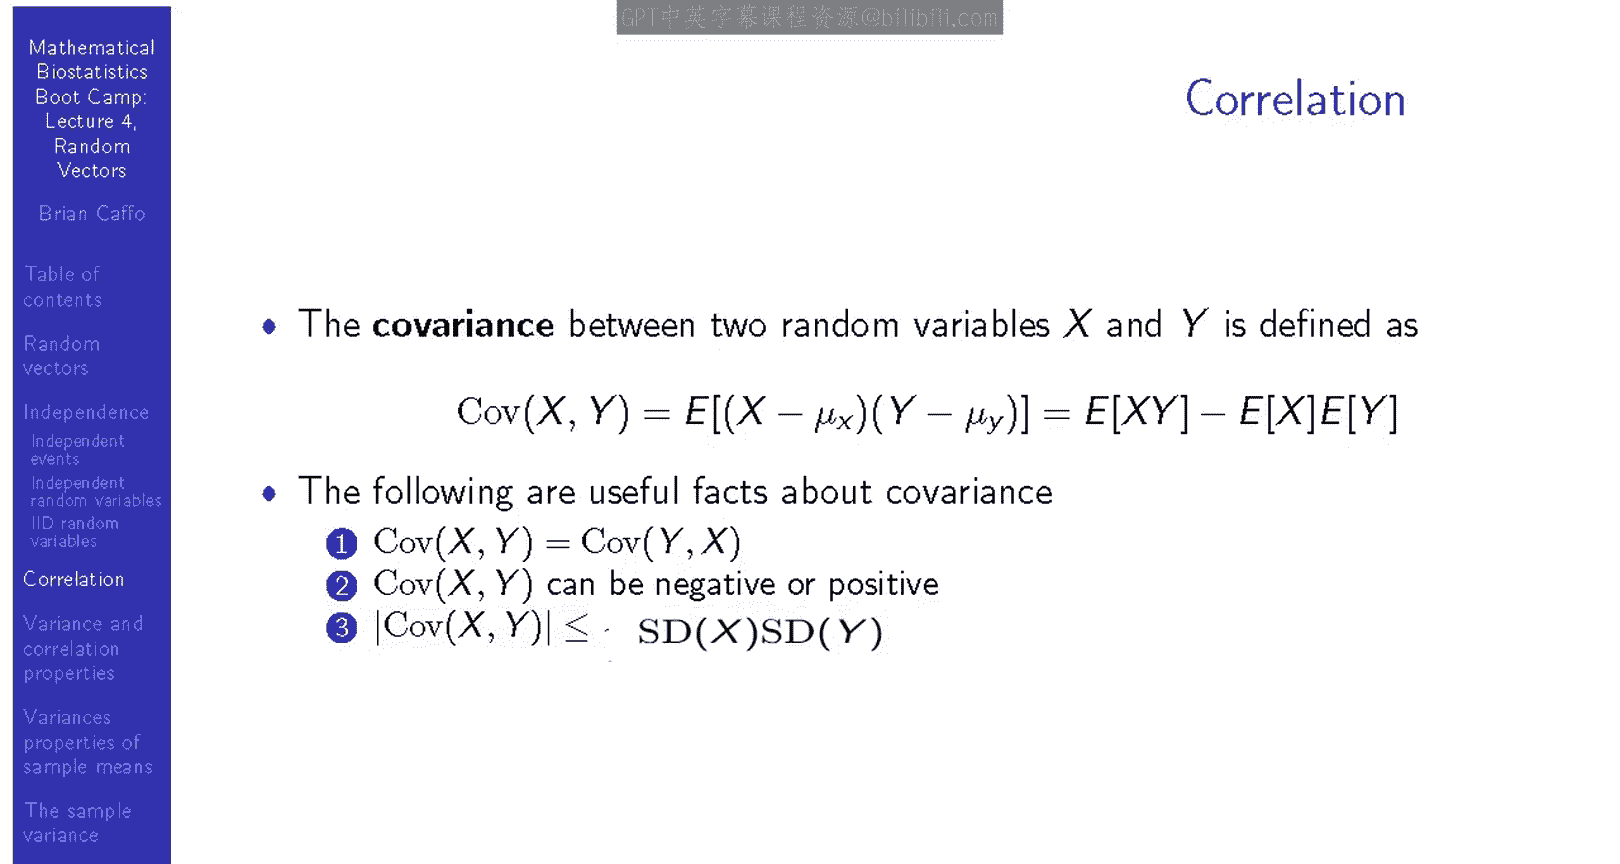 GPT中英字幕课程资源@bilibili.com
Mathematical
Biostatistics
Boot Camp:
Lecture 4,
Random
Vectors
Brian Caffo
Table of
contents
Random
vectors
Independence
Independent
events
Independent
random variables
IID random
variables
Correlation
Variance and
correlation
properties
Variances
properties of
sample means
The sample
variance
Correlation
• The covariance between two random variables X and Y is defined as
Cov(X, Y) = E[(X − μx)(Y − μy)] = E[XY] − E[X]E[Y]
• The following are useful facts about covariance
1 Cov(X, Y) = Cov(Y, X)
2 Cov(X, Y) can be negative or positive
3 |Cov(X, Y)| ≤ SD(X)SD(Y)